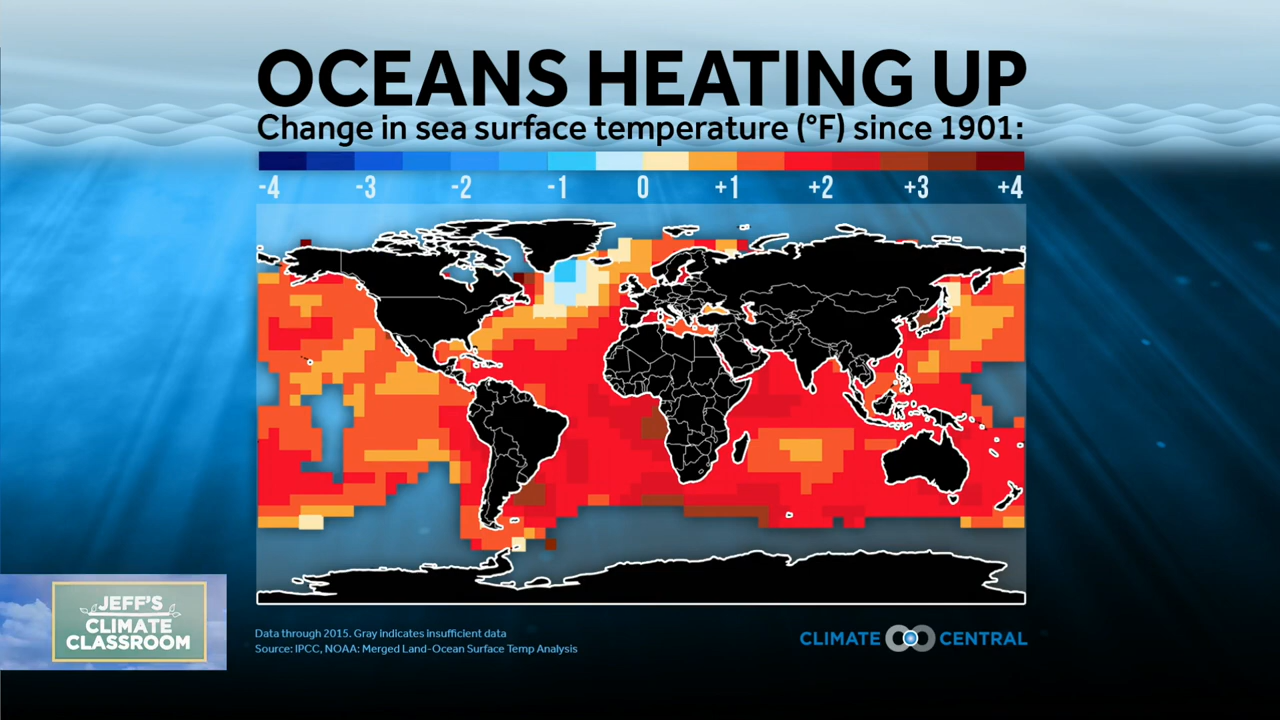 OCEANS HEATING UP
Change in sea surface temperature (°F) since 1901:
-4 -3 -2 -1 0 +1 +2 +3 +4
JEFF'S
CLIMATE
CLASSROOM
Data through 2015. Gray indicates insufficient data
Source: IPCC, NOAA: Merged Land-Ocean Surface Temp Analysis
CLIMATE CENTRAL